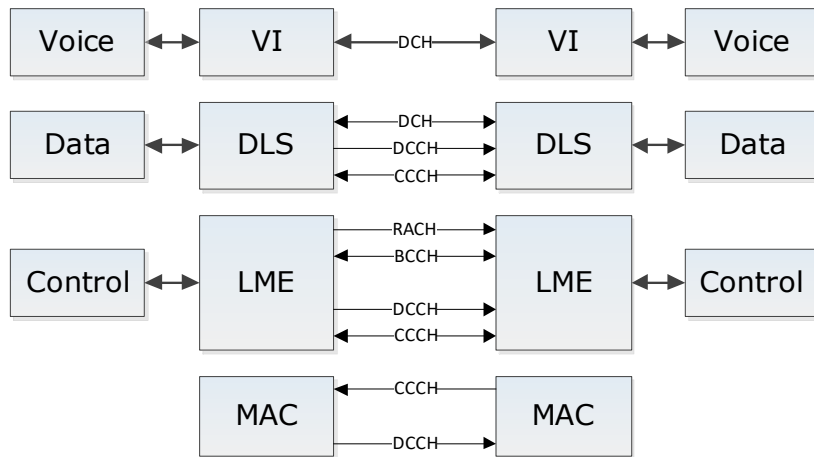 Voice VI DCH VI Voice
DCH
Data DLS DCCH DLS Data
CCCH
RACH
BCCH
Control LME LME Control
DCCH
CCCH
CCCH
MAC MAC
DCCH